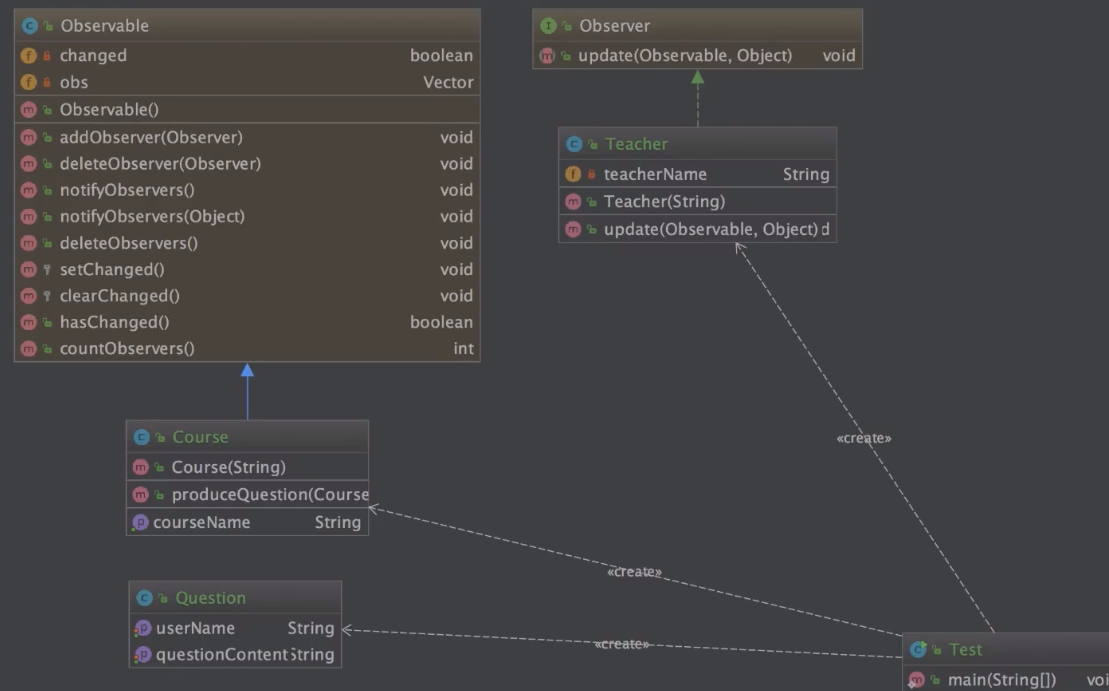 Observable
changed boolean
obs Vector
Observable()
addObserver(Observer) void
deleteObserver(Observer) void
notifyObservers() void
notifyObservers(Object) void
deleteObservers() void
setChanged() void
clearChanged() void
hasChanged() boolean
countObservers() int
Observer
update(Observable, Object) void
Teacher
teacherName String
Teacher(String)
update(Observable, Object) d
Course
Course(String)
produceQuestion(Course
courseName String
«create»
«create»
«create»
Question
userName String
questionContent String
Test
main(String[]) voi